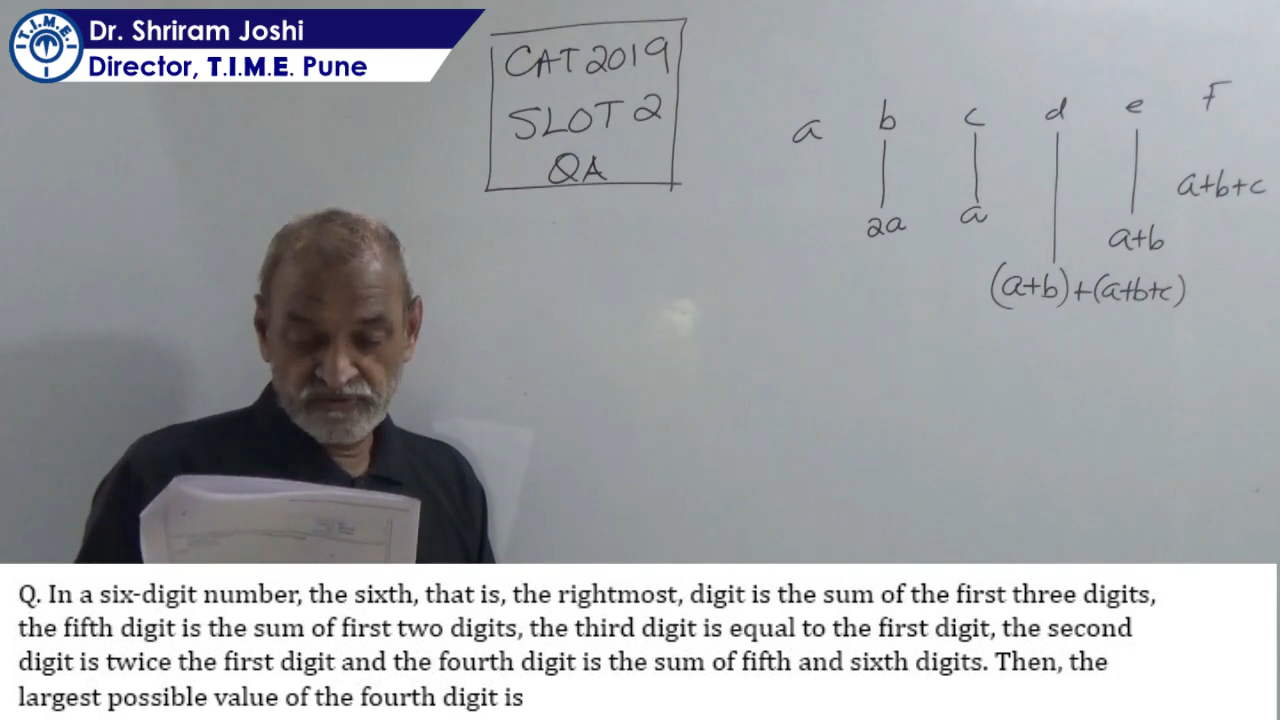 T.I.M.E.
Dr. Shriram Joshi
Director, T.I.M.E. Pune
CAT 2019
SLOT 2
QA
a b c d e F
2a a a+b a+b+c
(a+b)+(a+b+c)
Q. In a six-digit number, the sixth, that is, the rightmost, digit is the sum of the first three digits,
the fifth digit is the sum of first two digits, the third digit is equal to the first digit, the second
digit is twice the first digit and the fourth digit is the sum of fifth and sixth digits. Then, the
largest possible value of the fourth digit is